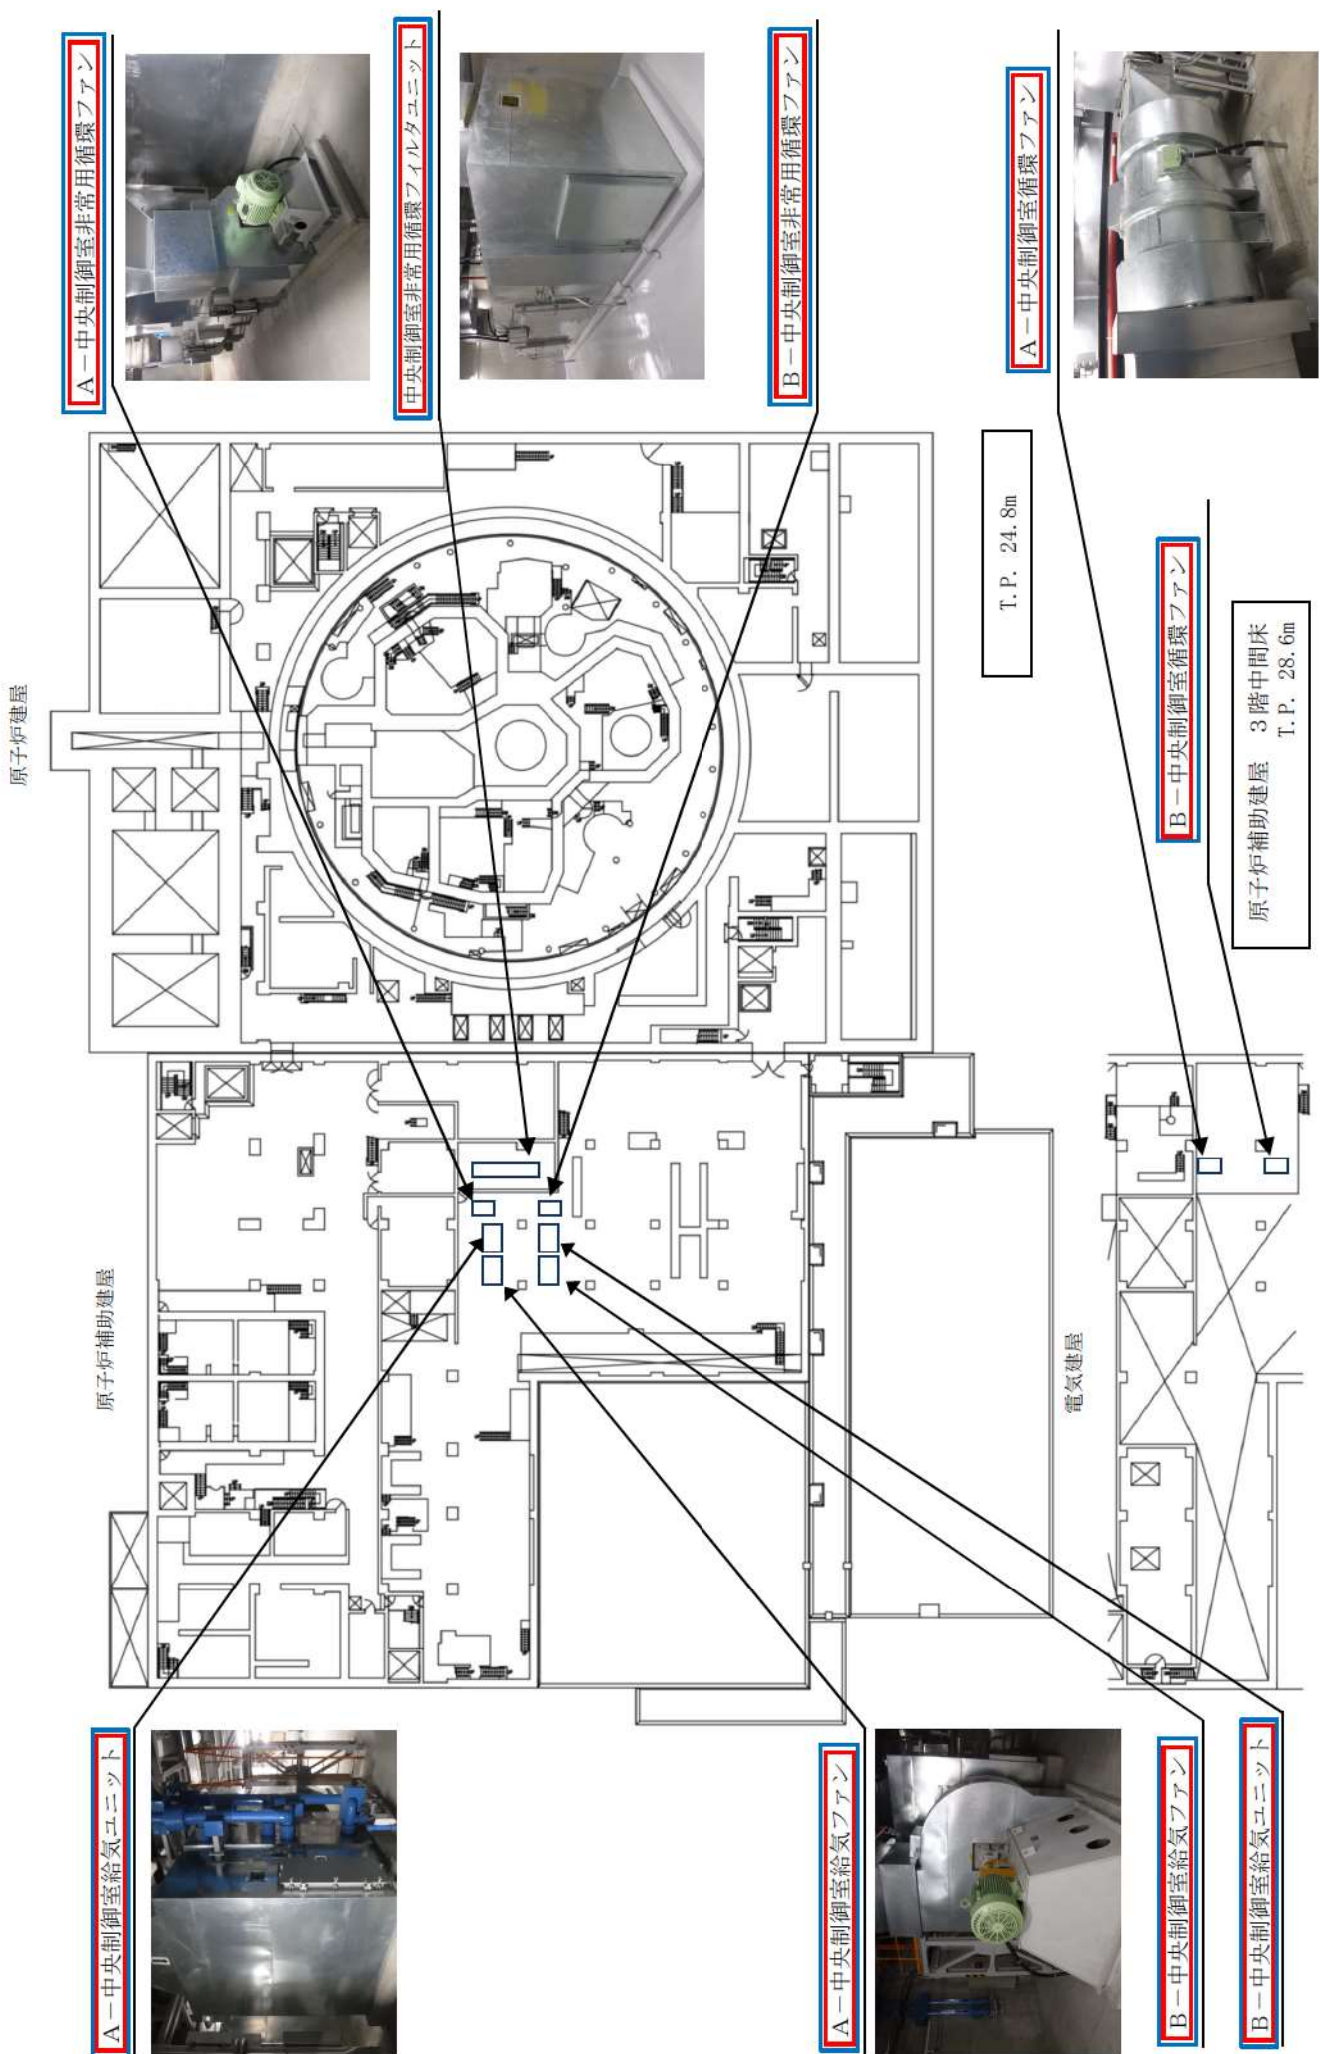 原子炉建屋
原子炉補助建屋
電気建屋
A－中央制御室非常用循環ファン
中央制御室非常用循環フィルタユニット
B－中央制御室非常用循環ファン
A－中央制御室循環ファン
B－中央制御室循環ファン
T.P. 24.8m
原子炉補助建屋　3階中間床
T.P. 28.6m
A－中央制御室給気ユニット
A－中央制御室給気ファン
B－中央制御室給気ファン
B－中央制御室給気ユニット